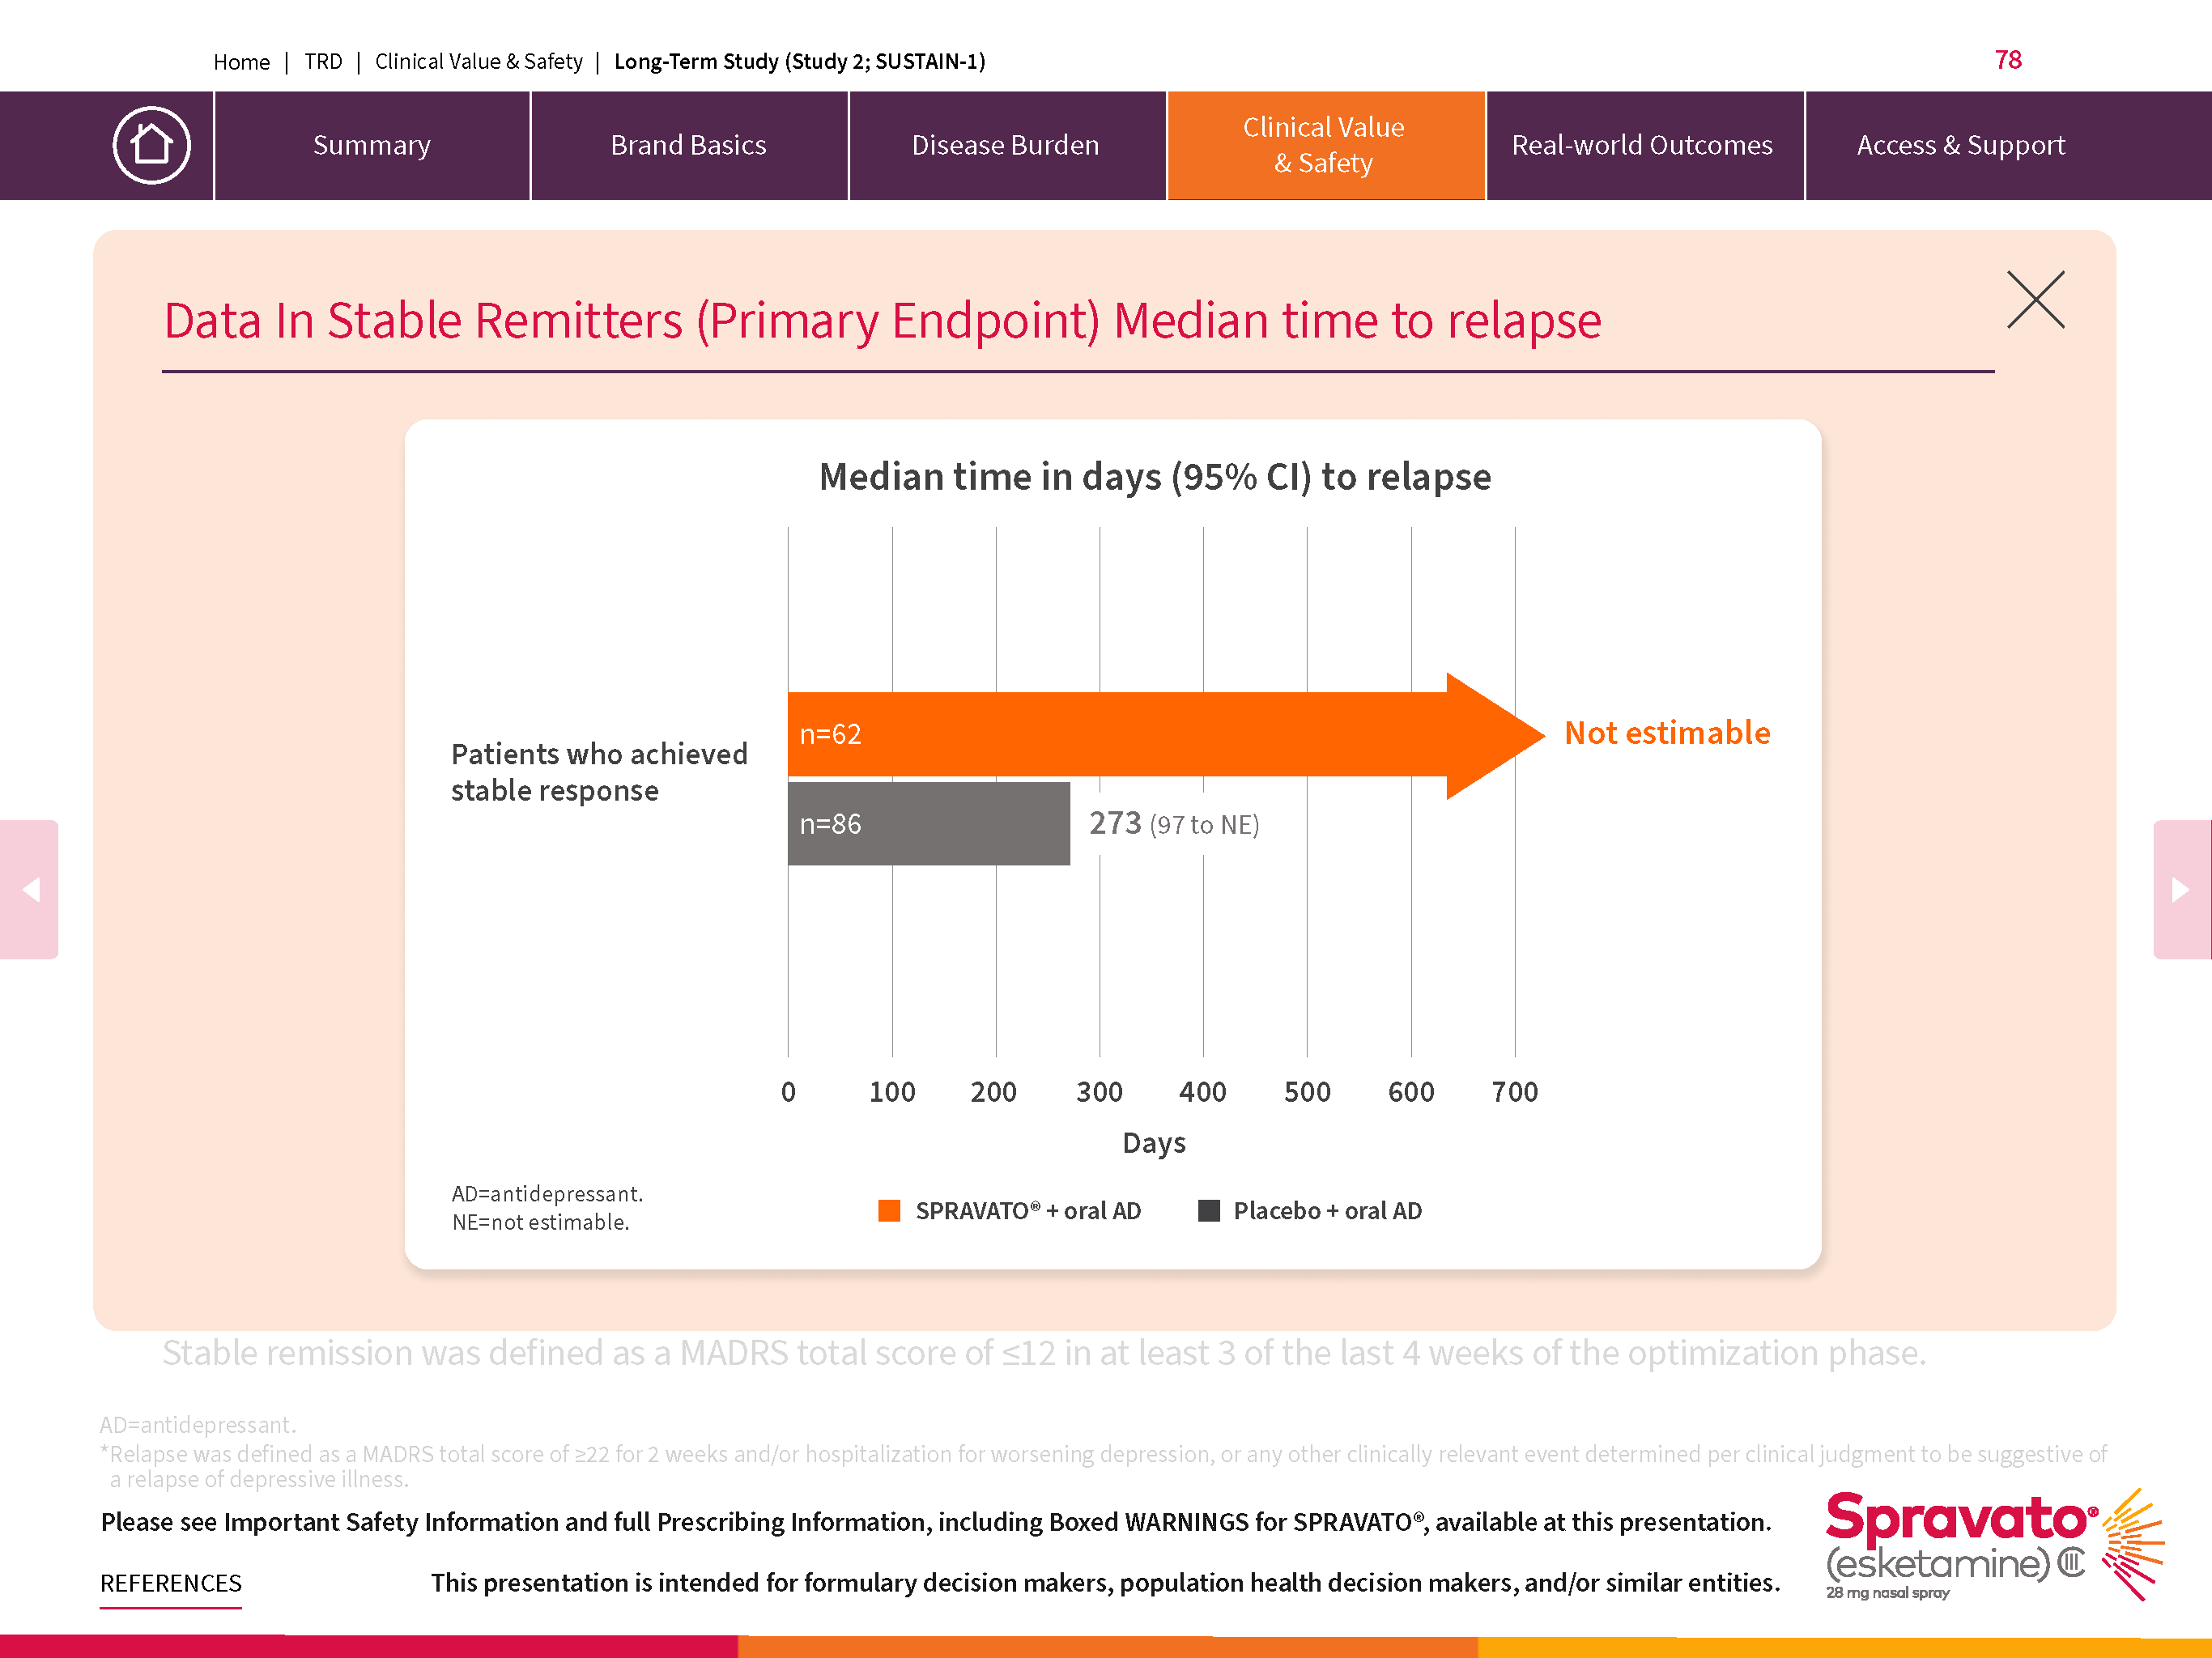 Home | TRD | Clinical Value & Safety | Long-Term Study (Study 2; SUSTAIN-1)
78
Summary
Brand Basics
Disease Burden
Clinical Value
& Safety
Real-world Outcomes
Access & Support
Data In Stable Remitters (Primary Endpoint) Median time to relapse
Median time in days (95% CI) to relapse
n=62
Not estimable
Patients who achieved
stable response
n=86
273 (97 to NE)
0 100 200 300 400 500 600 700
Days
AD=antidepressant.
NE=not estimable.
SPRAVATO® + oral AD
Placebo + oral AD
Stable remission was defined as a MADRS total score of ≤12 in at least 3 of the last 4 weeks of the optimization phase.
AD=antidepressant.
*Relapse was defined as a MADRS total score of ≥22 for 2 weeks and/or hospitalization for worsening depression, or any other clinically relevant event determined per clinical judgment to be suggestive of
a relapse of depressive illness.
Please see Important Safety Information and full Prescribing Information, including Boxed WARNINGS for SPRAVATO®, available at this presentation.
REFERENCES
This presentation is intended for formulary decision makers, population health decision makers, and/or similar entities.
Spravato®
(esketamine) CIII
28 mg nasal spray